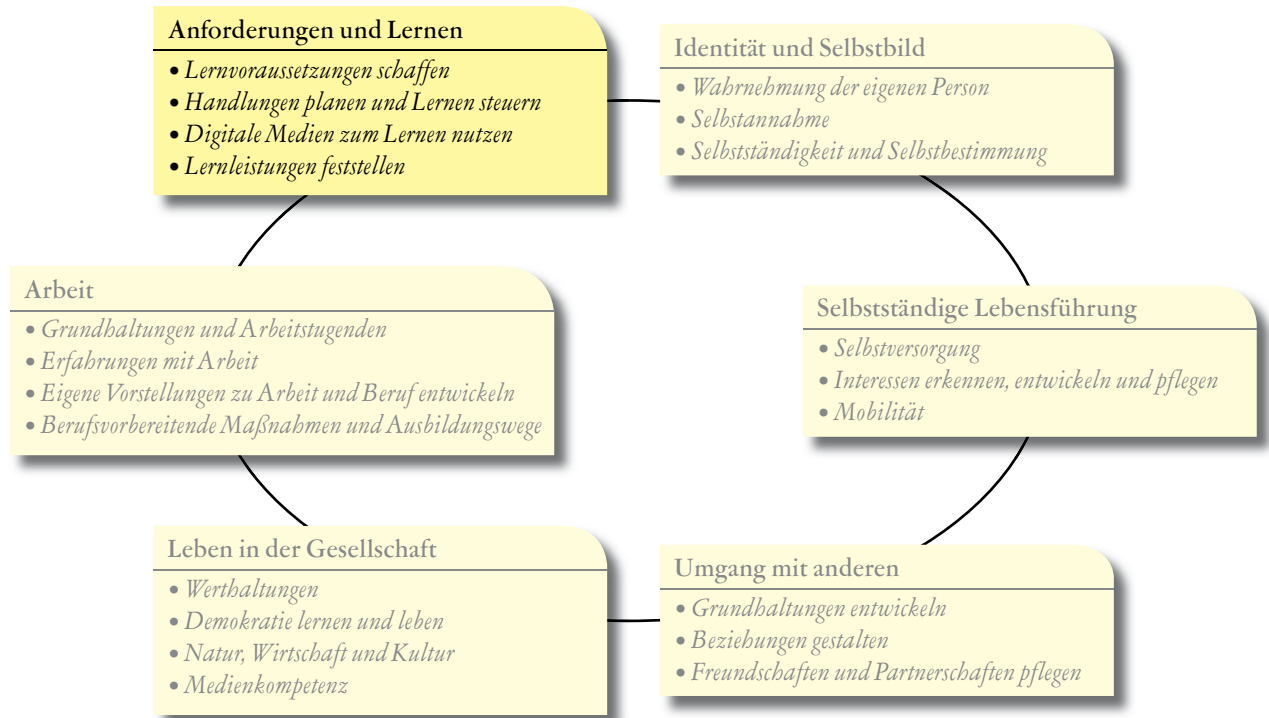 Anforderungen und Lernen
• Lernvoraussetzungen schaffen
• Handlungen planen und Lernen steuern
• Digitale Medien zum Lernen nutzen
• Lernleistungen feststellen
Identität und Selbstbild
• Wahrnehmung der eigenen Person
• Selbstannahme
• Selbstständigkeit und Selbstbestimmung
Arbeit
• Grundhaltungen und Arbeitstugenden
• Erfahrungen mit Arbeit
• Eigene Vorstellungen zu Arbeit und Beruf entwickeln
• Berufsvorbereitende Maßnahmen und Ausbildungswege
Selbstständige Lebensführung
• Selbstversorgung
• Interessen erkennen, entwickeln und pflegen
• Mobilität
Leben in der Gesellschaft
• Werthaltungen
• Demokratie lernen und leben
• Natur, Wirtschaft und Kultur
• Medienkompetenz
Umgang mit anderen
• Grundhaltungen entwickeln
• Beziehungen gestalten
• Freundschaften und Partnerschaften pflegen